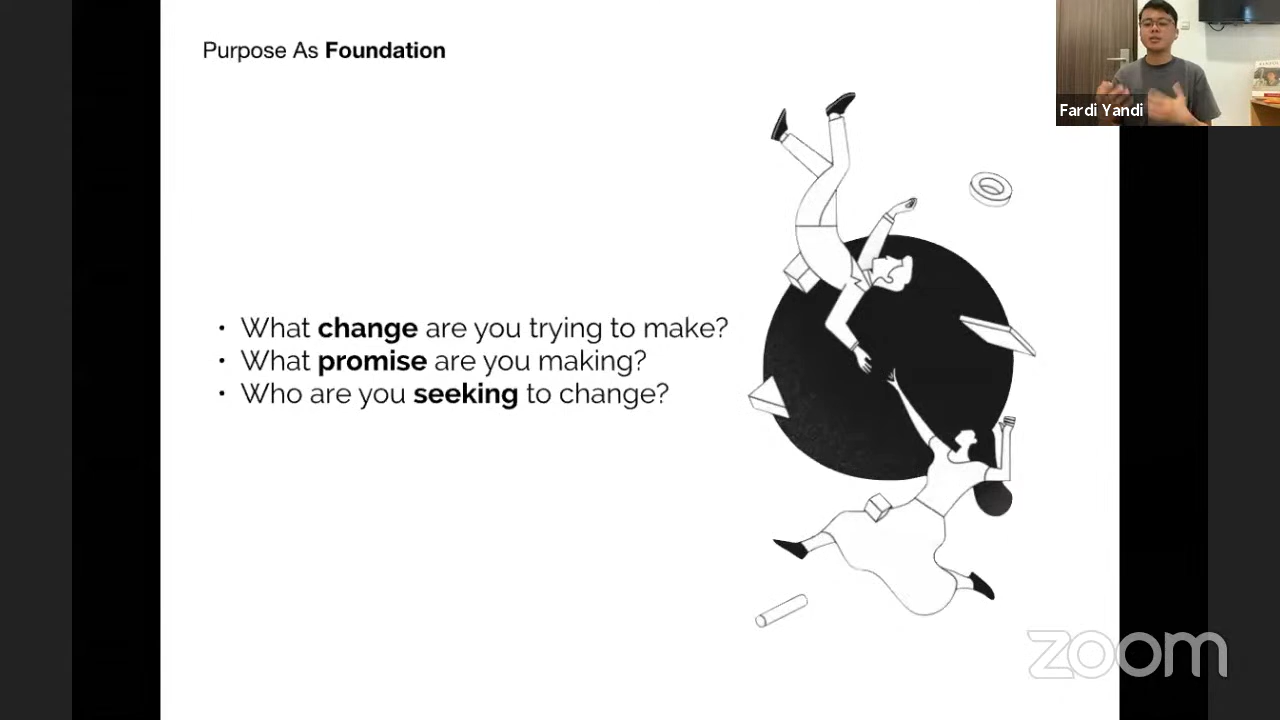 Purpose As Foundation
Fardi Yandi
• What change are you trying to make?
• What promise are you making?
• Who are you seeking to change?
zoom